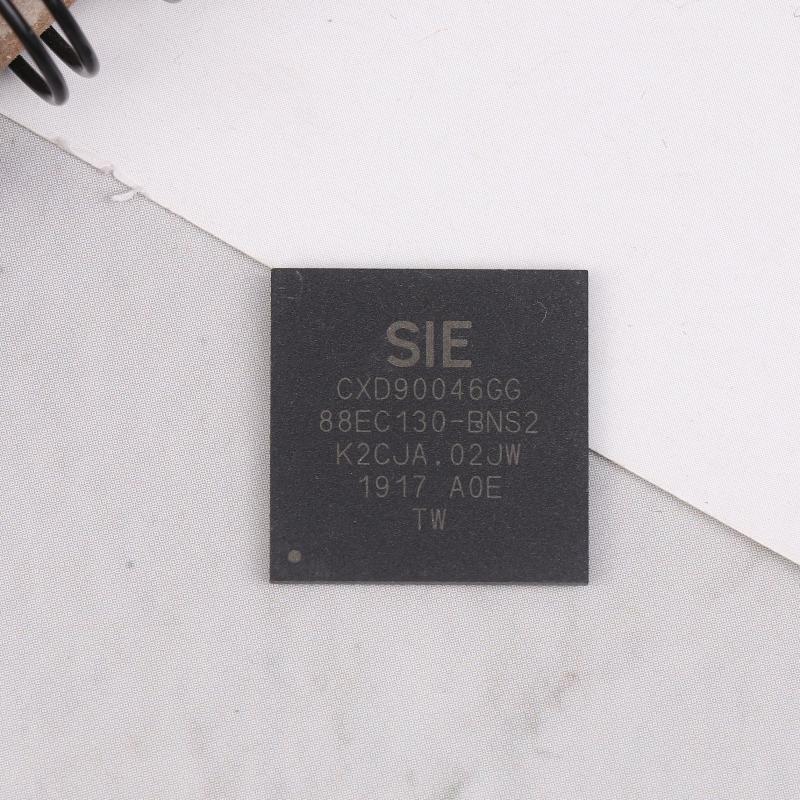 SIE
CXD90046GG
88EC130-BNS2
K2CJA.02JW
1917 A0E
TW